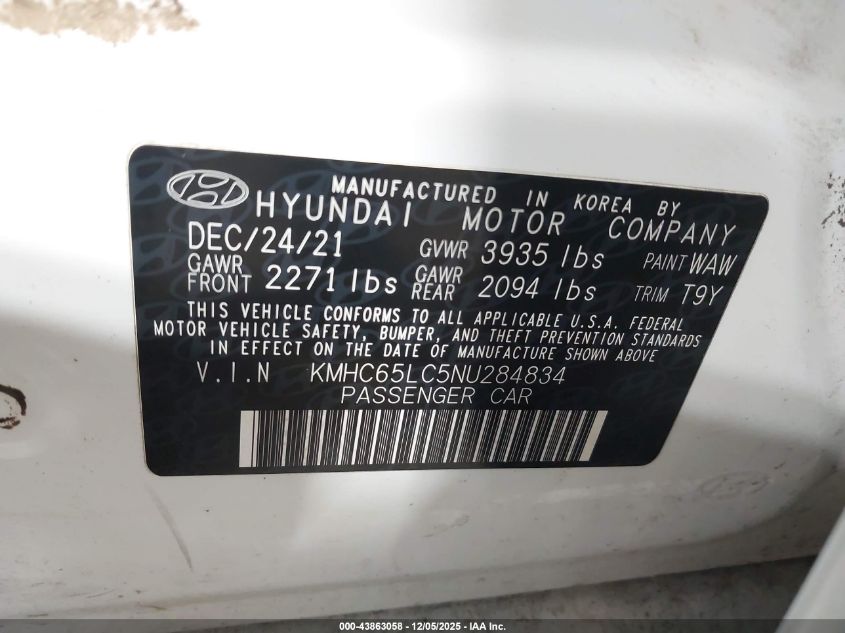 MANUFACTURED IN KOREA BY
HYUNDAI MOTOR COMPANY
DEC/24/21 GVWR 3935 lbs PAINT WAW
GAWR FRONT 2271 lbs GAWR REAR 2094 lbs TRIM T9Y
THIS VEHICLE CONFORMS TO ALL APPLICABLE U.S.A. FEDERAL
MOTOR VEHICLE SAFETY, BUMPER, AND THEFT PREVENTION STANDARDS
IN EFFECT ON THE DATE OF MANUFACTURE SHOWN ABOVE
V.I.N KMHC65LC5NU284834
PASSENGER CAR
000-43863058 - 12/05/2025 - IAA Inc.